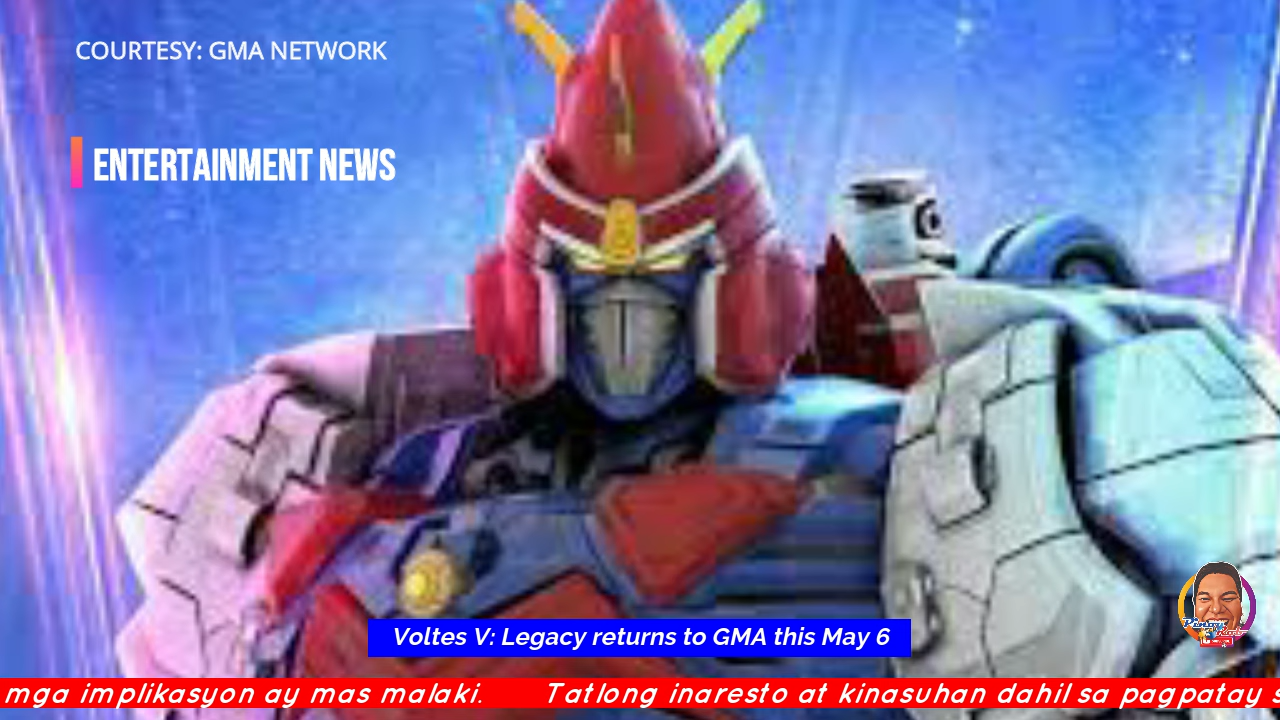 COURTESY: GMA NETWORK
ENTERTAINMENT NEWS
Voltes V: Legacy returns to GMA this May 6
mga implikasyon ay mas malaki. Tatlong inaresto at kinasuhan dahil sa pagpatay s